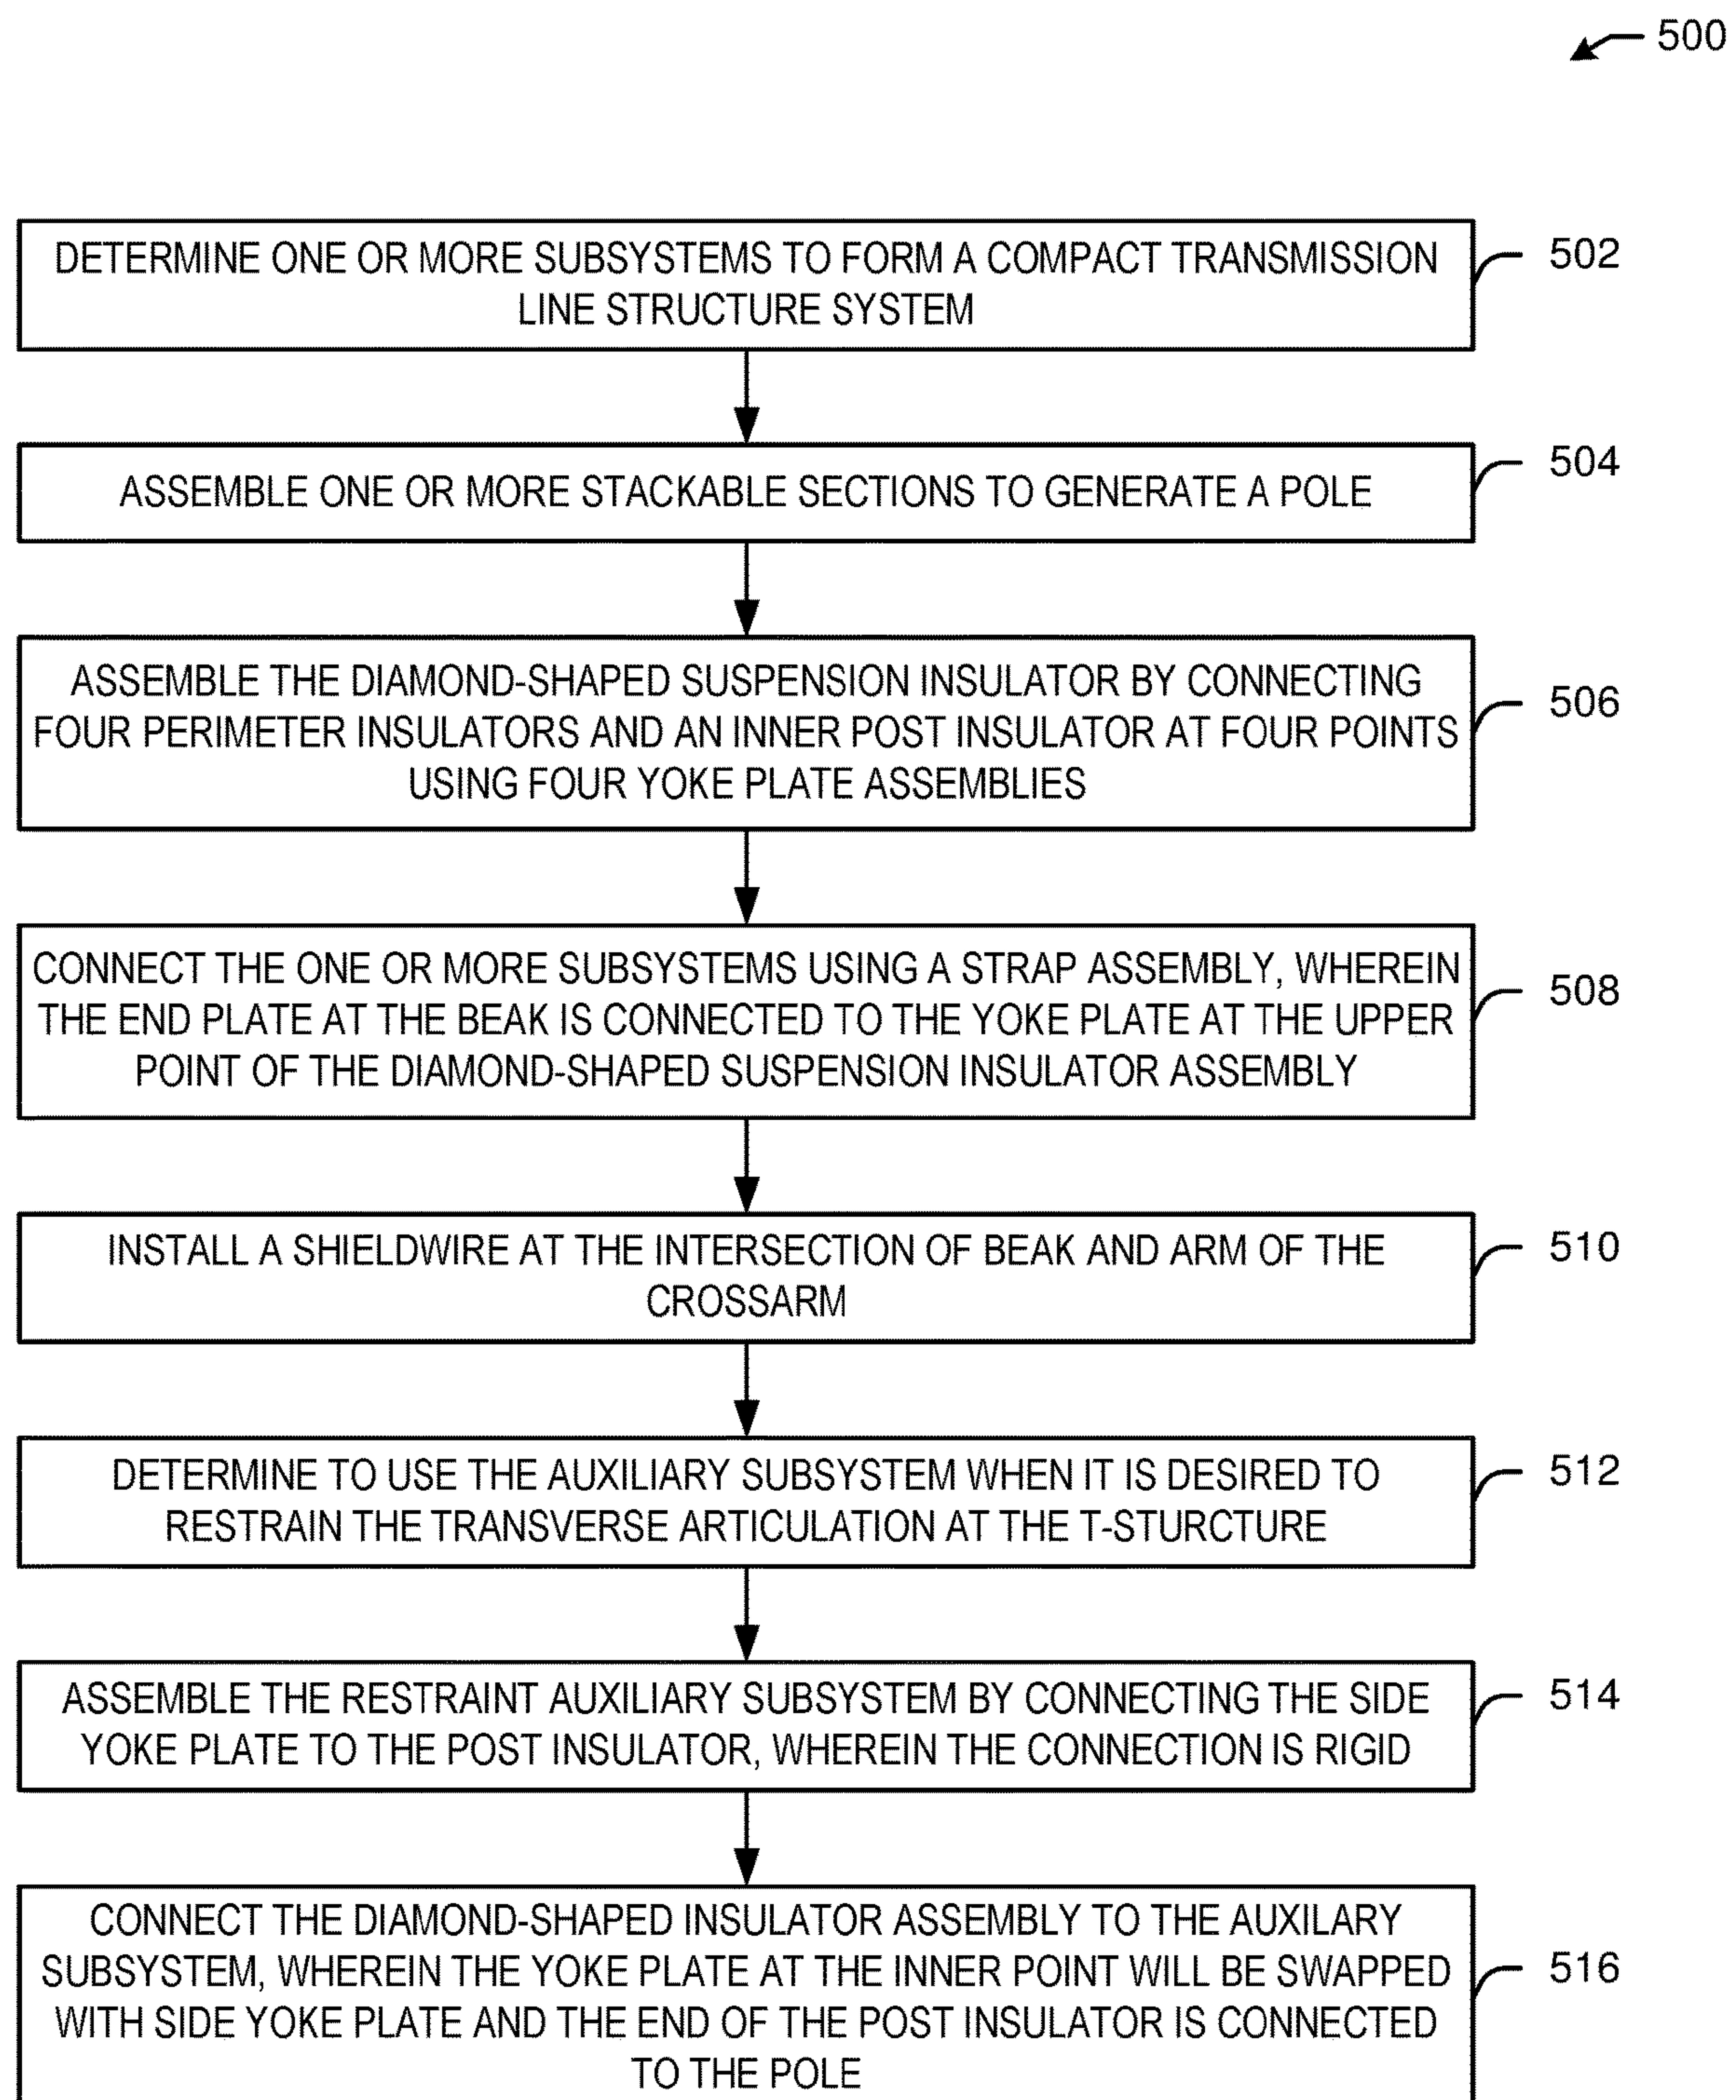 500
DETERMINE ONE OR MORE SUBSYSTEMS TO FORM A COMPACT TRANSMISSION
LINE STRUCTURE SYSTEM
502
ASSEMBLE ONE OR MORE STACKABLE SECTIONS TO GENERATE A POLE
504
ASSEMBLE THE DIAMOND-SHAPED SUSPENSION INSULATOR BY CONNECTING
FOUR PERIMETER INSULATORS AND AN INNER POST INSULATOR AT FOUR POINTS
USING FOUR YOKE PLATE ASSEMBLIES
506
CONNECT THE ONE OR MORE SUBSYSTEMS USING A STRAP ASSEMBLY, WHEREIN
THE END PLATE AT THE BEAK IS CONNECTED TO THE YOKE PLATE AT THE UPPER
POINT OF THE DIAMOND-SHAPED SUSPENSION INSULATOR ASSEMBLY
508
INSTALL A SHIELDWIRE AT THE INTERSECTION OF BEAK AND ARM OF THE
CROSSARM
510
DETERMINE TO USE THE AUXILIARY SUBSYSTEM WHEN IT IS DESIRED TO
RESTRAIN THE TRANSVERSE ARTICULATION AT THE T-STURCTURE
512
ASSEMBLE THE RESTRAINT AUXILIARY SUBSYSTEM BY CONNECTING THE SIDE
YOKE PLATE TO THE POST INSULATOR, WHEREIN THE CONNECTION IS RIGID
514
CONNECT THE DIAMOND-SHAPED INSULATOR ASSEMBLY TO THE AUXILARY
SUBSYSTEM, WHEREIN THE YOKE PLATE AT THE INNER POINT WILL BE SWAPPED
WITH SIDE YOKE PLATE AND THE END OF THE POST INSULATOR IS CONNECTED
TO THE POLE
516